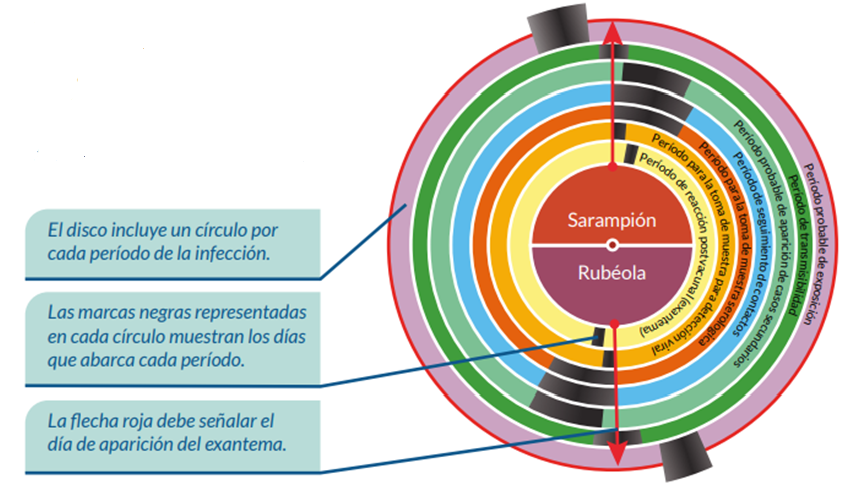 El disco incluye un círculo por
cada período de la infección.
Las marcas negras representadas
en cada círculo muestran los días
que abarca cada período.
La flecha roja debe señalar el
día de aparición del exantema.
Sarampión
Rubéola
Período de reacción postvacunal (exantema)
Período para la toma de muestra para detección viral
Período para la toma de muestra serológica
Período de seguimiento de contactos
Período probable de aparición de casos secundarios
Período de transmisibilidad
Período probable de exposición